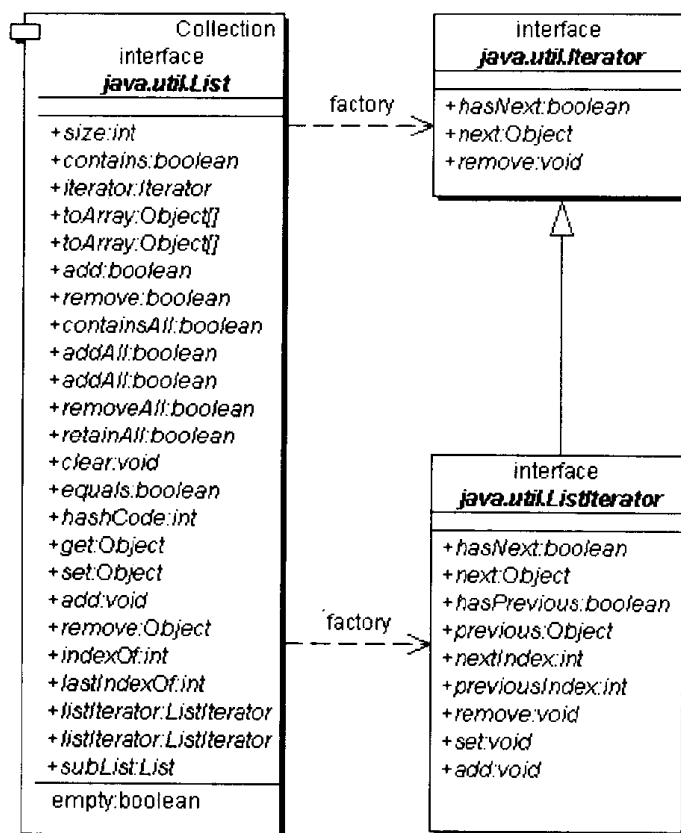 Collection
interface
java.util.List
+size:int
+contains:boolean
+iterator:Iterator
+toArray:Object[]
+toArray:Object[]
+add:boolean
+remove:boolean
+containsAll:boolean
+addAll:boolean
+addAll:boolean
+removeAll:boolean
+retainAll:boolean
+clear:void
+equals:boolean
+hashCode:int
+get:Object
+set:Object
+add:void
+remove:Object
+indexOf:int
+lastIndexOf:int
+listIterator:ListIterator
+listIterator:ListIterator
+subList:List
empty:boolean
factory
factory
interface
java.util.Iterator
+hasNext:boolean
+next:Object
+remove:void
interface
java.util.ListIterator
+hasNext:boolean
+next:Object
+hasPrevious:boolean
+previous:Object
+nextIndex:int
+previousIndex:int
+remove:void
+set:void
+add:void